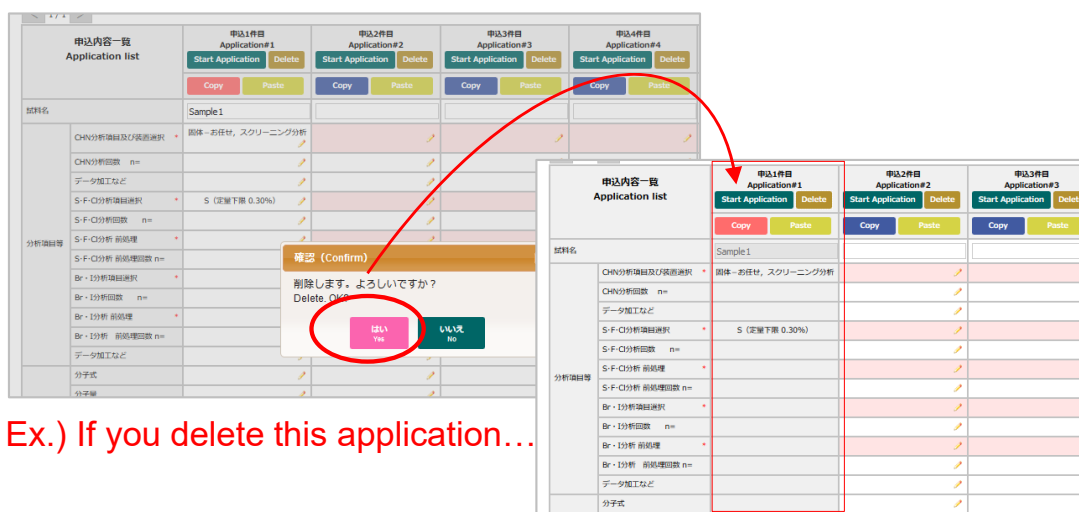 < 1/1 >
申込内容一覧
Application list
申込1件目 申込2件目 申込3件目 申込4件目
Application#1 Application#2 Application#3 Application#4
Start Application Delete Start Application Delete Start Application Delete Start Application Delete
Copy Paste Copy Paste Copy Paste Copy Paste
試料名 Sample1
分析項目等
CHN分析項目及び装置選択 * 固体－お任せ，スクリーニング分析
CHN分析回数 n=
データ加工など
S・F・Cl分析項目選択 * S（定量下限 0.30%）
S・F・Cl分析回数 n=
S・F・Cl分析 前処理 *
S・F・Cl分析 前処理回数 n=
Br・I分析項目選択 *
Br・I分析回数 n=
Br・I分析 前処理 *
Br・I分析 前処理回数 n=
データ加工など
分子式
分子量
確認（Confirm）
削除します。よろしいですか？
Delete. OK?
はい いいえ
Yes No
Ex.) If you delete this application…
申込内容一覧
Application list
申込1件目 申込2件目 申込3件目
Application#1 Application#2 Application#3
Start Application Delete Start Application Delete Start Application Delet
Copy Paste Copy Paste Copy Paste
試料名 Sample1
分析項目等
CHN分析項目及び装置選択 * 固体－お任せ，スクリーニング分析
CHN分析回数 n=
データ加工など
S・F・Cl分析項目選択 * S（定量下限 0.30%）
S・F・Cl分析回数 n=
S・F・Cl分析 前処理 *
S・F・Cl分析 前処理回数 n=
Br・I分析項目選択 *
Br・I分析回数 n=
Br・I分析 前処理 *
Br・I分析 前処理回数 n=
データ加工など
分子式